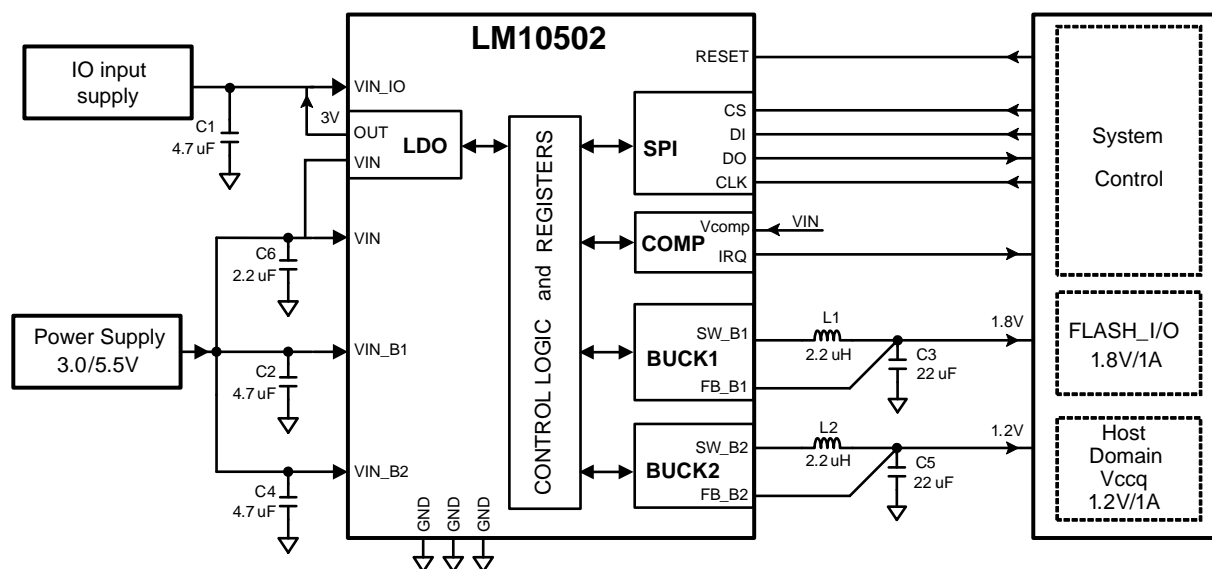 LM10502
IO input
supply
C1
4.7 uF
3V
VIN_IO
OUT
VIN
LDO
VIN
C6
2.2 uF
Power Supply
3.0/5.5V
VIN_B1
C2
4.7 uF
VIN_B2
C4
4.7 uF
GND
GND
GND
CONTROL LOGIC and REGISTERS
RESET
SPI
CS
DI
DO
CLK
COMP
Vcomp
IRQ
VIN
BUCK1
SW_B1
FB_B1
L1
2.2 uH
C3
22 uF
1.8V
BUCK2
SW_B2
FB_B2
L2
2.2 uH
C5
22 uF
1.2V
System
Control
FLASH_I/O
1.8V/1A
Host
Domain
Vccq
1.2V/1A